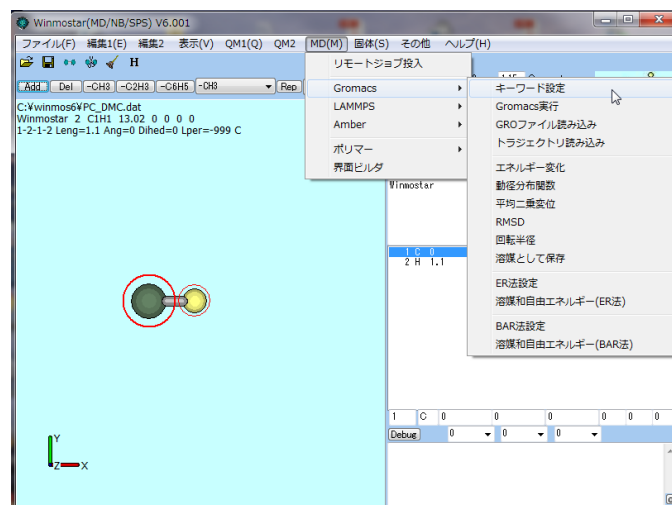 Winmostar(MD/NB/SPS) V6.001
ファイル(F) 編集1(E) 編集2 表示(V) QM1(Q) QM2 MD(M) 固体(S) その他 ヘルプ(H)
H
Add Del -CH3 -C2H3 -C6H5 -CH3 Rep
C:¥winmos6¥PC_DMC.dat
Winmostar 2 C1H1 13.02 0 0 0 0
1-2-1-2 Leng=1.1 Ang=0 Dihed=0 Lper=-999 C
リモートジョブ投入
Gromacs
LAMMPS
Amber
ポリマー
界面ビルダ
キーワード設定
Gromacs実行
GROファイル読み込み
トラジェクトリ読み込み
エネルギー変化
動径分布関数
平均二乗変位
RMSD
回転半径
溶媒として保存
ER法設定
溶媒和自由エネルギー(ER法)
BAR法設定
溶媒和自由エネルギー(BAR法)
Winmostar
1 C 0
2 H 1.1
1 C 0 0 0 0 0 0
Debug 0 0 0
Y
Z X